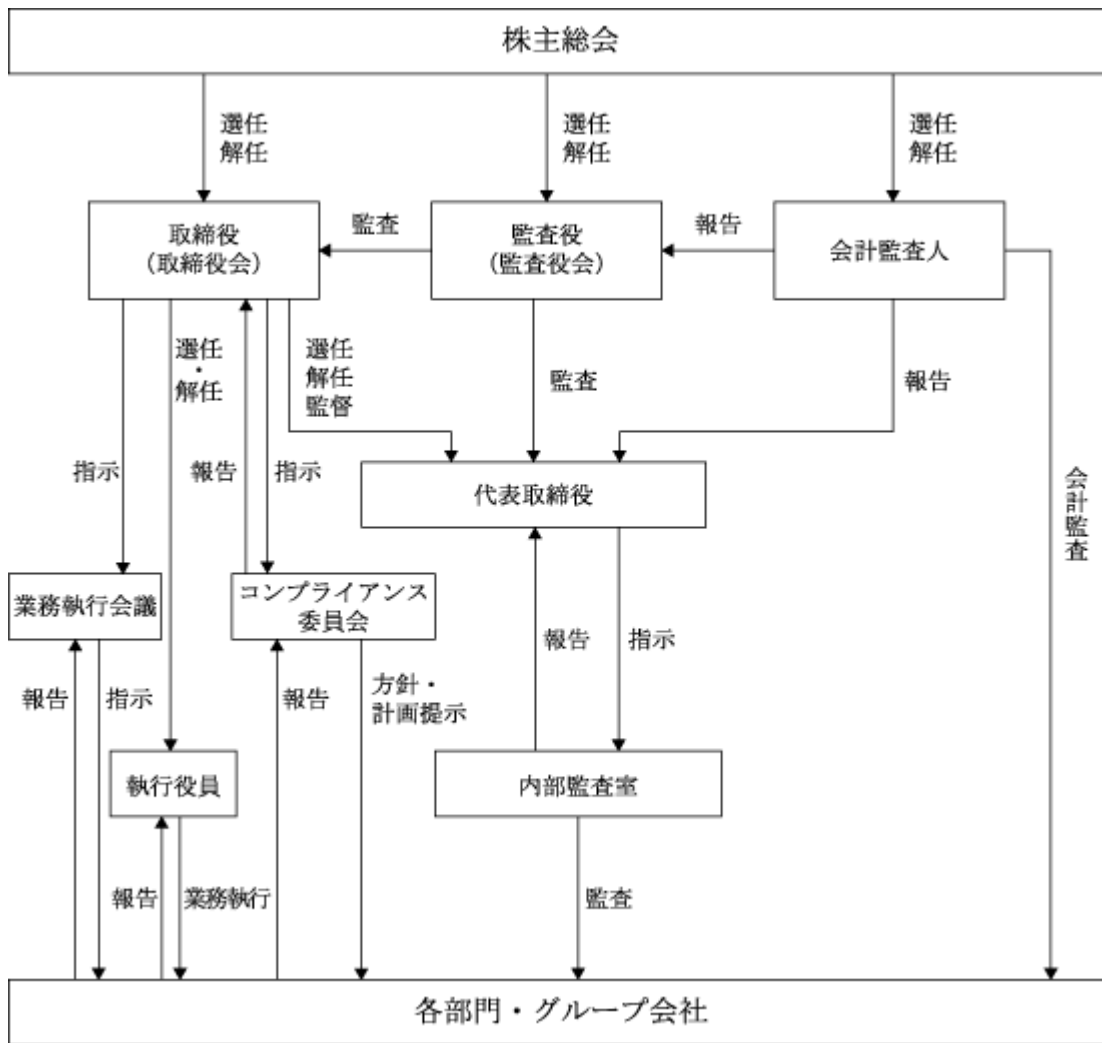 株主総会
選任
解任
選任
解任
選任
解任
取締役
（取締役会）
監査
監査役
（監査役会）
報告
会計監査人
選任
・
解任
選任
解任
監督
監査
報告
指示
報告
指示
代表取締役
会計監査
業務執行会議
コンプライアンス
委員会
報告
指示
報告
指示
報告
方針・
計画提示
執行役員
内部監査室
報告
業務執行
監査
各部門・グループ会社